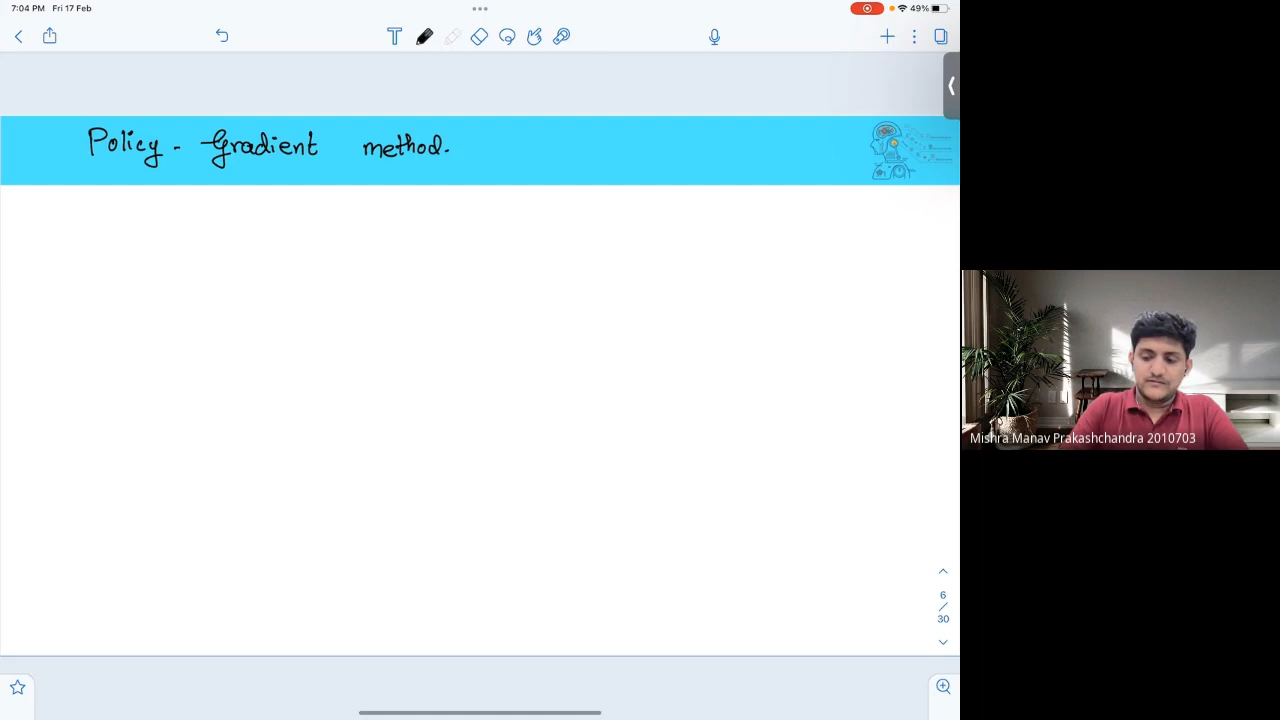 7:04 PM Fri 17 Feb
49%
T
Policy - Gradient method.
Mishra Manav Prakashchandra 2010703
6
/
30